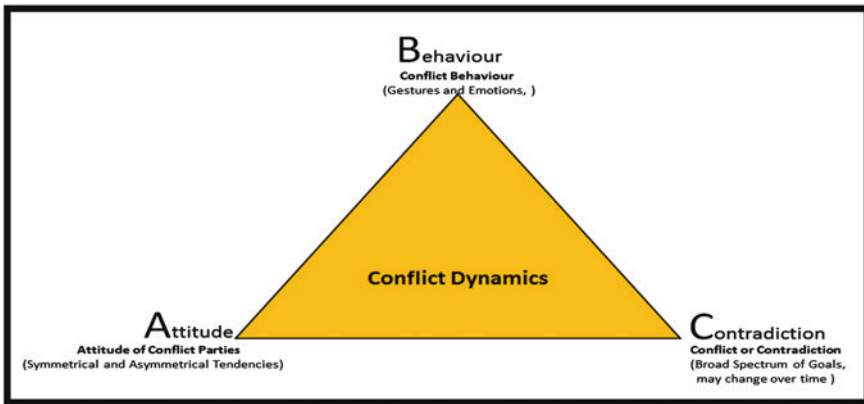 Behaviour
Conflict Behaviour
(Gestures and Emotions, )
Conflict Dynamics
Attitude
Attitude of Conflict Parties
(Symmetrical and Asymmetrical Tendencies)
Contradiction
Conflict or Contradiction
(Broad Spectrum of Goals,
may change over time )